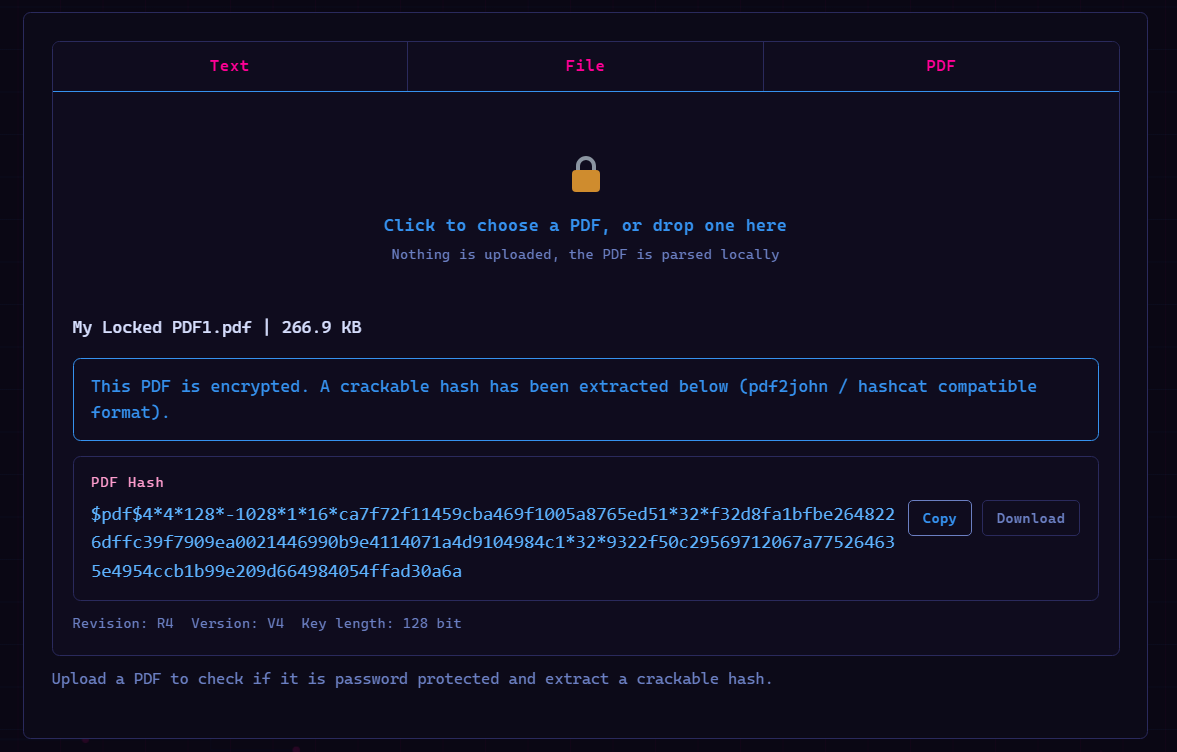 Text
File
PDF
Click to choose a PDF, or drop one here
Nothing is uploaded, the PDF is parsed locally
My Locked PDF1.pdf | 266.9 KB
This PDF is encrypted. A crackable hash has been extracted below (pdf2john / hashcat compatible
format).
PDF Hash
$pdf$4*4*128*-1028*1*16*ca7f72f11459cba469f1005a8765ed51*32*f32d8fa1bfbe264822
6dffc39f7909ea0021446990b9e4114071a4d9104984c1*32*9322f50c29569712067a77526463
5e4954ccb1b99e209d664984054ffad30a6a
Copy
Download
Revision: R4 Version: V4 Key length: 128 bit
Upload a PDF to check if it is password protected and extract a crackable hash.